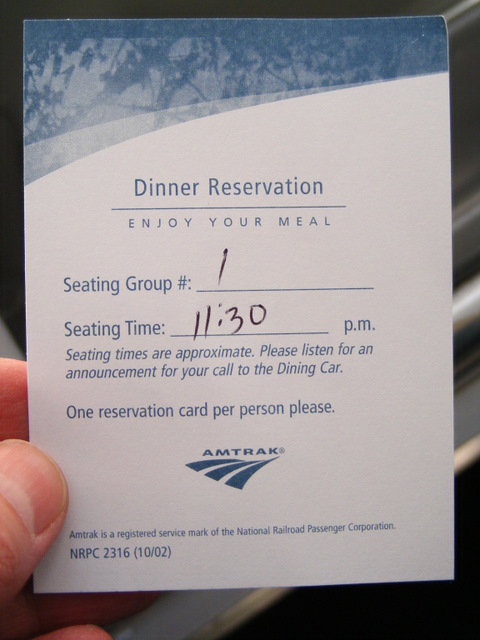 Dinner Reservation
ENJOY YOUR MEAL
Seating Group #: 1
Seating Time: 11:30 p.m.
Seating times are approximate. Please listen for an
announcement for your call to the Dining Car.
One reservation card per person please.
AMTRAK®
Amtrak is a registered service mark of the National Railroad Passenger Corporation.
NRPC 2316 (10/02)